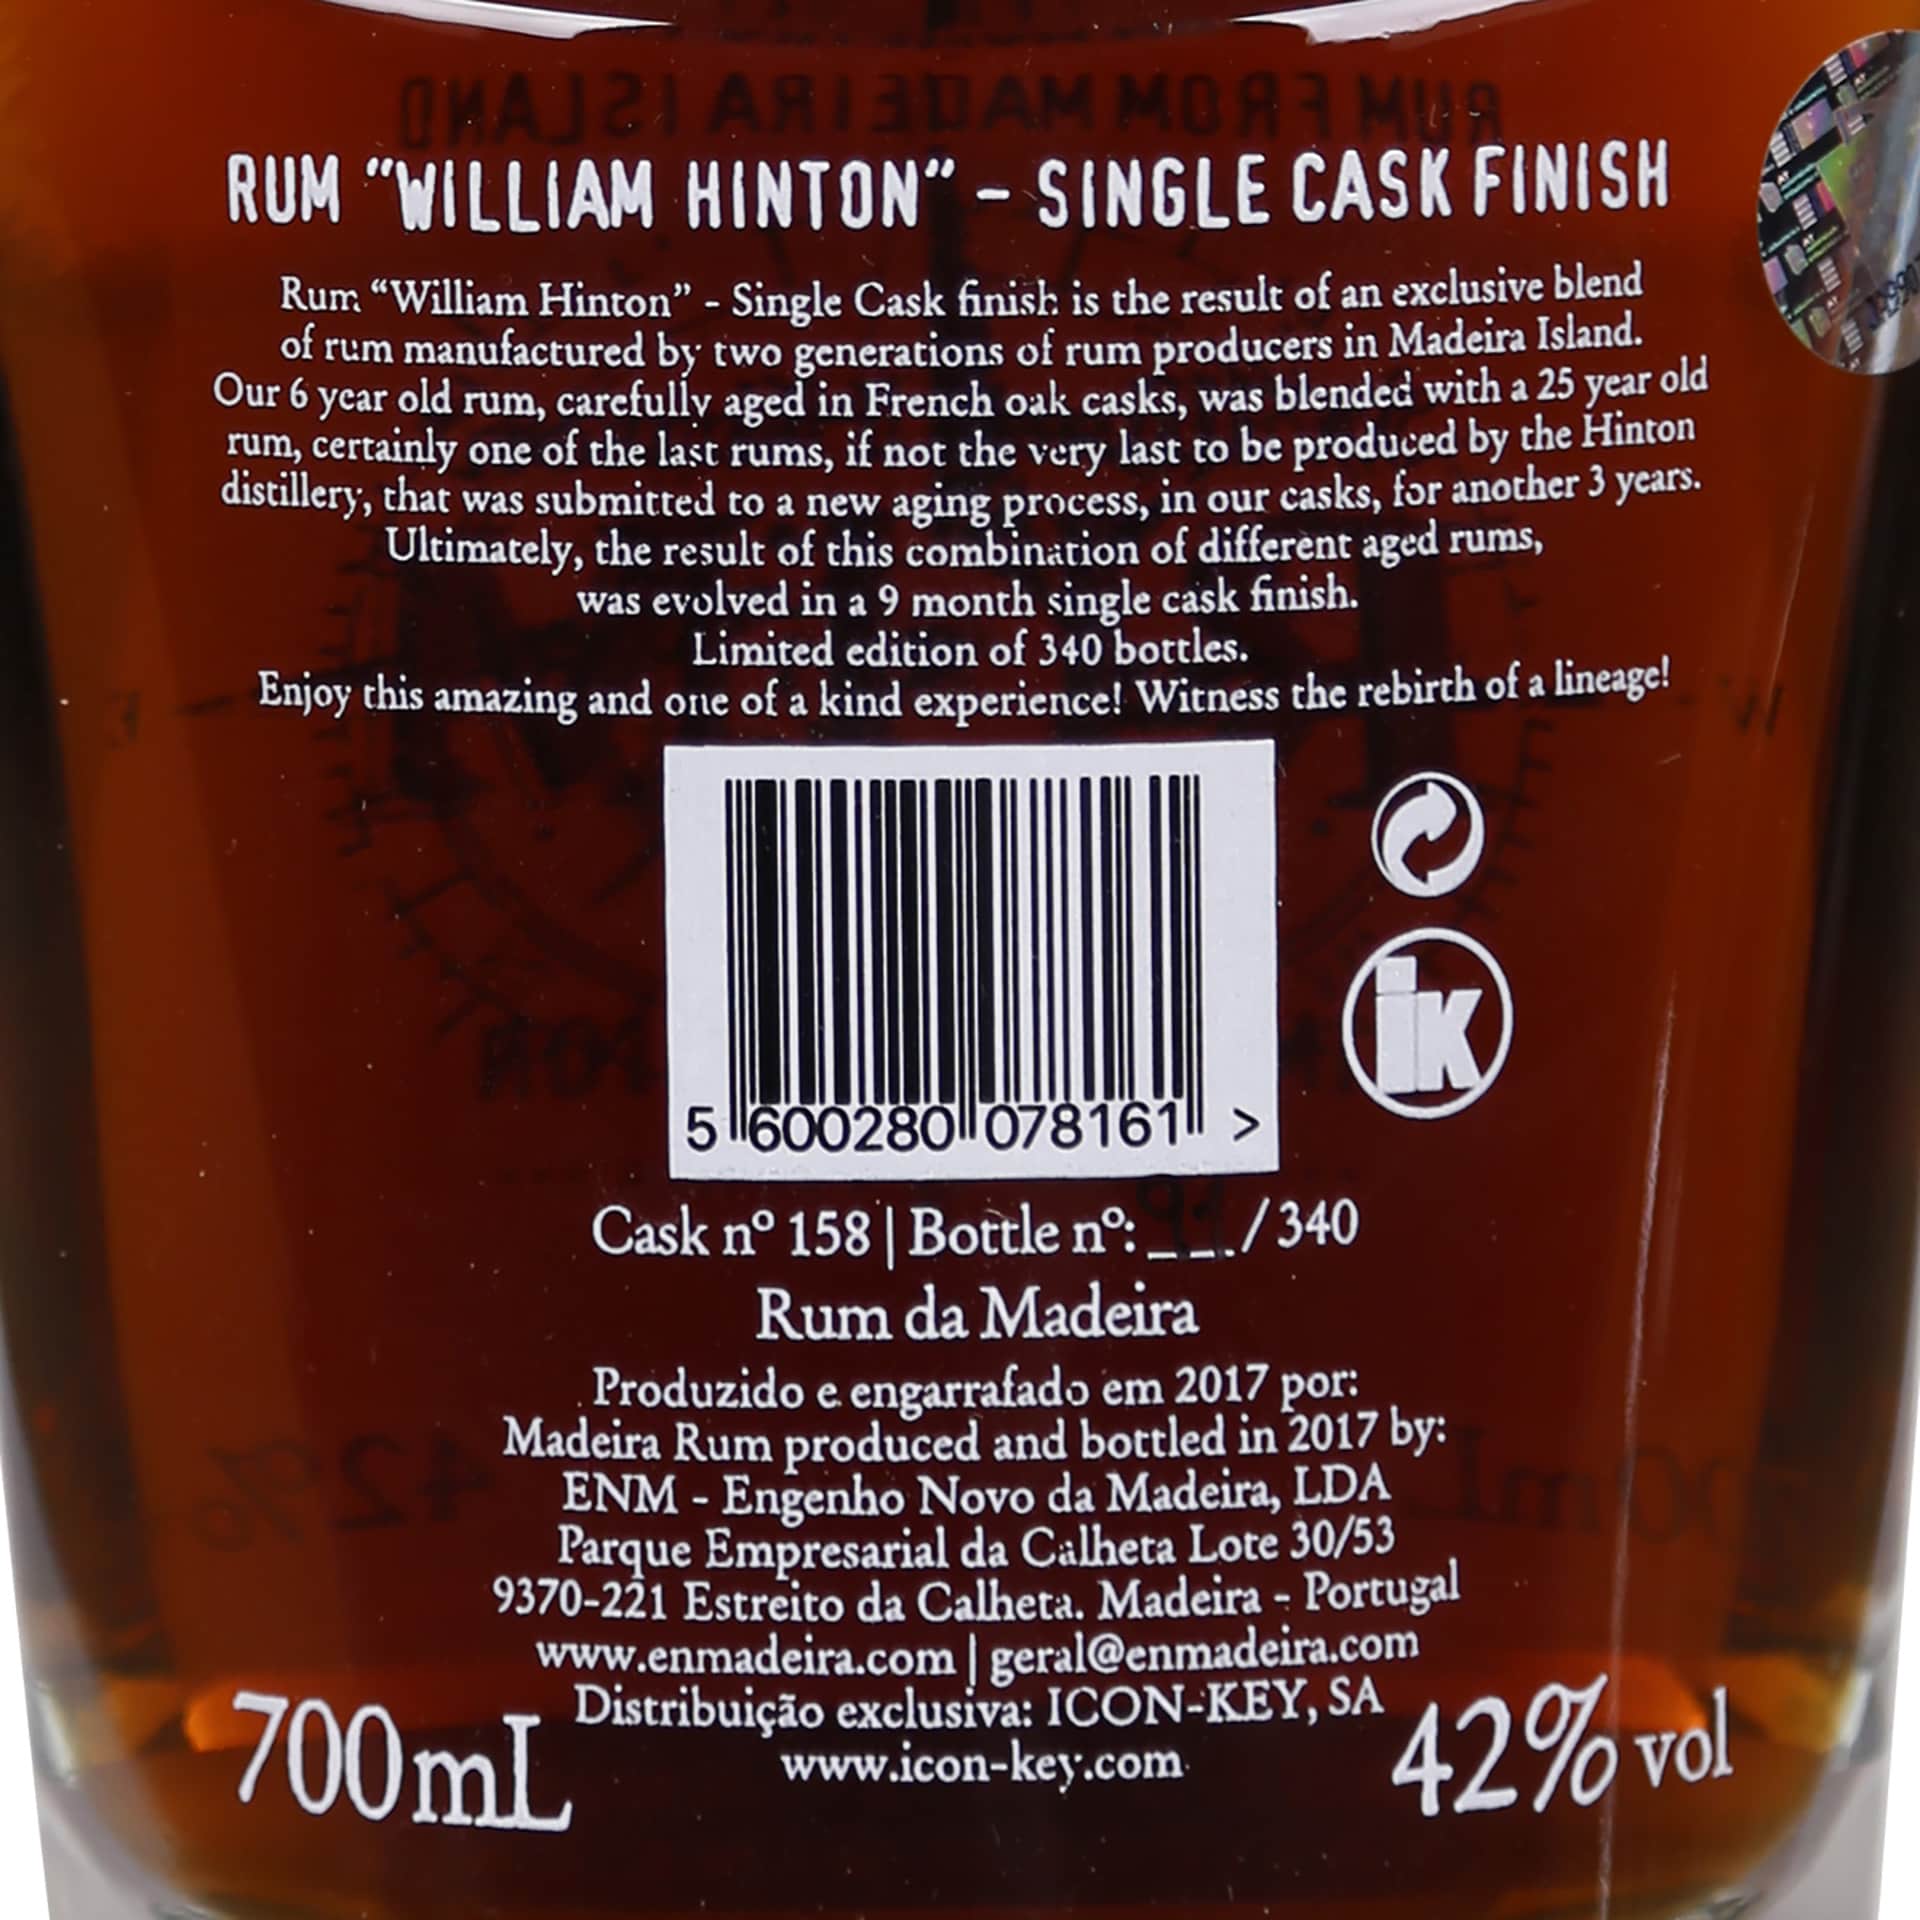 RUM FROM MADEIRA ISLAND
RUM “WILLIAM HINTON” – SINGLE CASK FINISH
Rum “William Hinton” - Single Cask finish is the result of an exclusive blend
of rum manufactured by two generations of rum producers in Madeira Island.
Our 6 year old rum, carefully aged in French oak casks, was blended with a 25 year old
rum, certainly one of the last rums, if not the very last to be produced by the Hinton
distillery, that was submitted to a new aging process, in our casks, for another 3 years.
Ultimately, the result of this combination of different aged rums,
was evolved in a 9 month single cask finish.
Limited edition of 340 bottles.
Enjoy this amazing and one of a kind experience! Witness the rebirth of a lineage!
5 600280 078161 >
ik
Cask nº 158 | Bottle nº: _ _ _ / 340
Rum da Madeira
Produzido e engarrafado em 2017 por:
Madeira Rum produced and bottled in 2017 by:
ENM - Engenho Novo da Madeira, LDA
Parque Empresarial da Calheta Lote 30/53
9370-221 Estreito da Calheta. Madeira - Portugal
www.enmadeira.com | geral@enmadeira.com
Distribuição exclusiva: ICON-KEY, SA
www.icon-key.com
700mL
42% vol